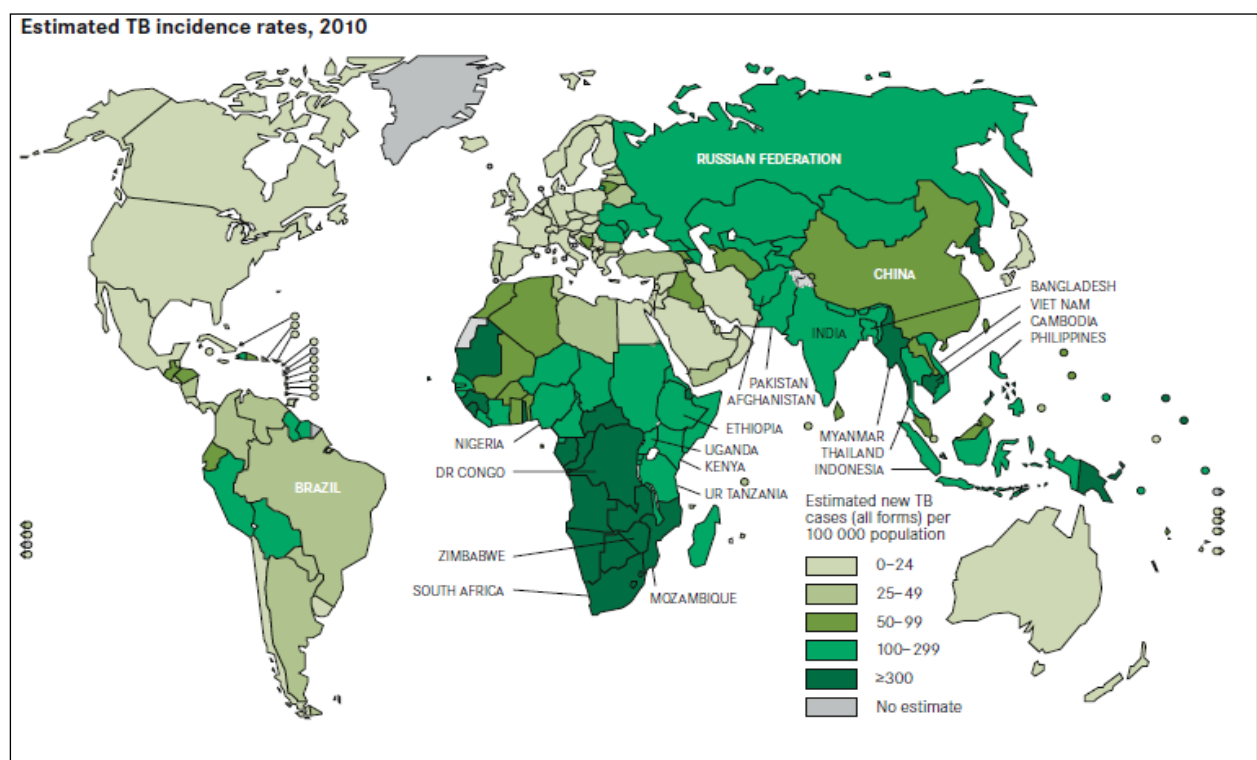 Estimated TB incidence rates, 2010
RUSSIAN FEDERATION
CHINA
BANGLADESH
VIET NAM
CAMBODIA
PHILIPPINES
INDIA
PAKISTAN
AFGHANISTAN
ETHIOPIA
NIGERIA
UGANDA
MYANMAR
THAILAND
INDONESIA
KENYA
DR CONGO
BRAZIL
UR TANZANIA
ZIMBABWE
SOUTH AFRICA
MOZAMBIQUE
Estimated new TB
cases (all forms) per
100 000 population
0–24
25–49
50–99
100–299
≥300
No estimate